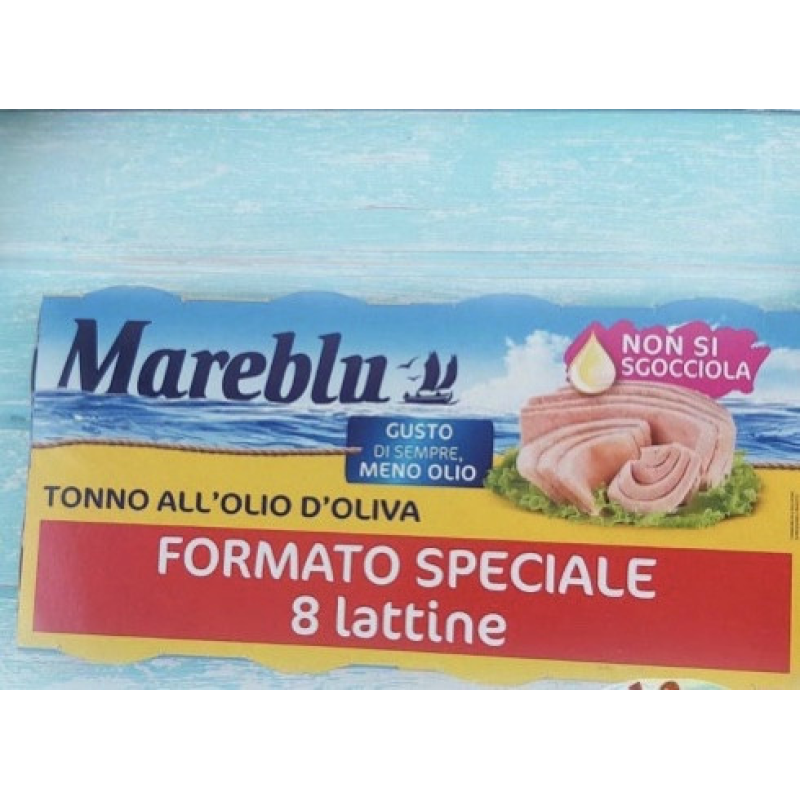 Mareblu
NON SI
SGOCCIOLA
GUSTO
DI SEMPRE,
MENO OLIO
TONNO ALL'OLIO D'OLIVA
FORMATO SPECIALE
8 lattine